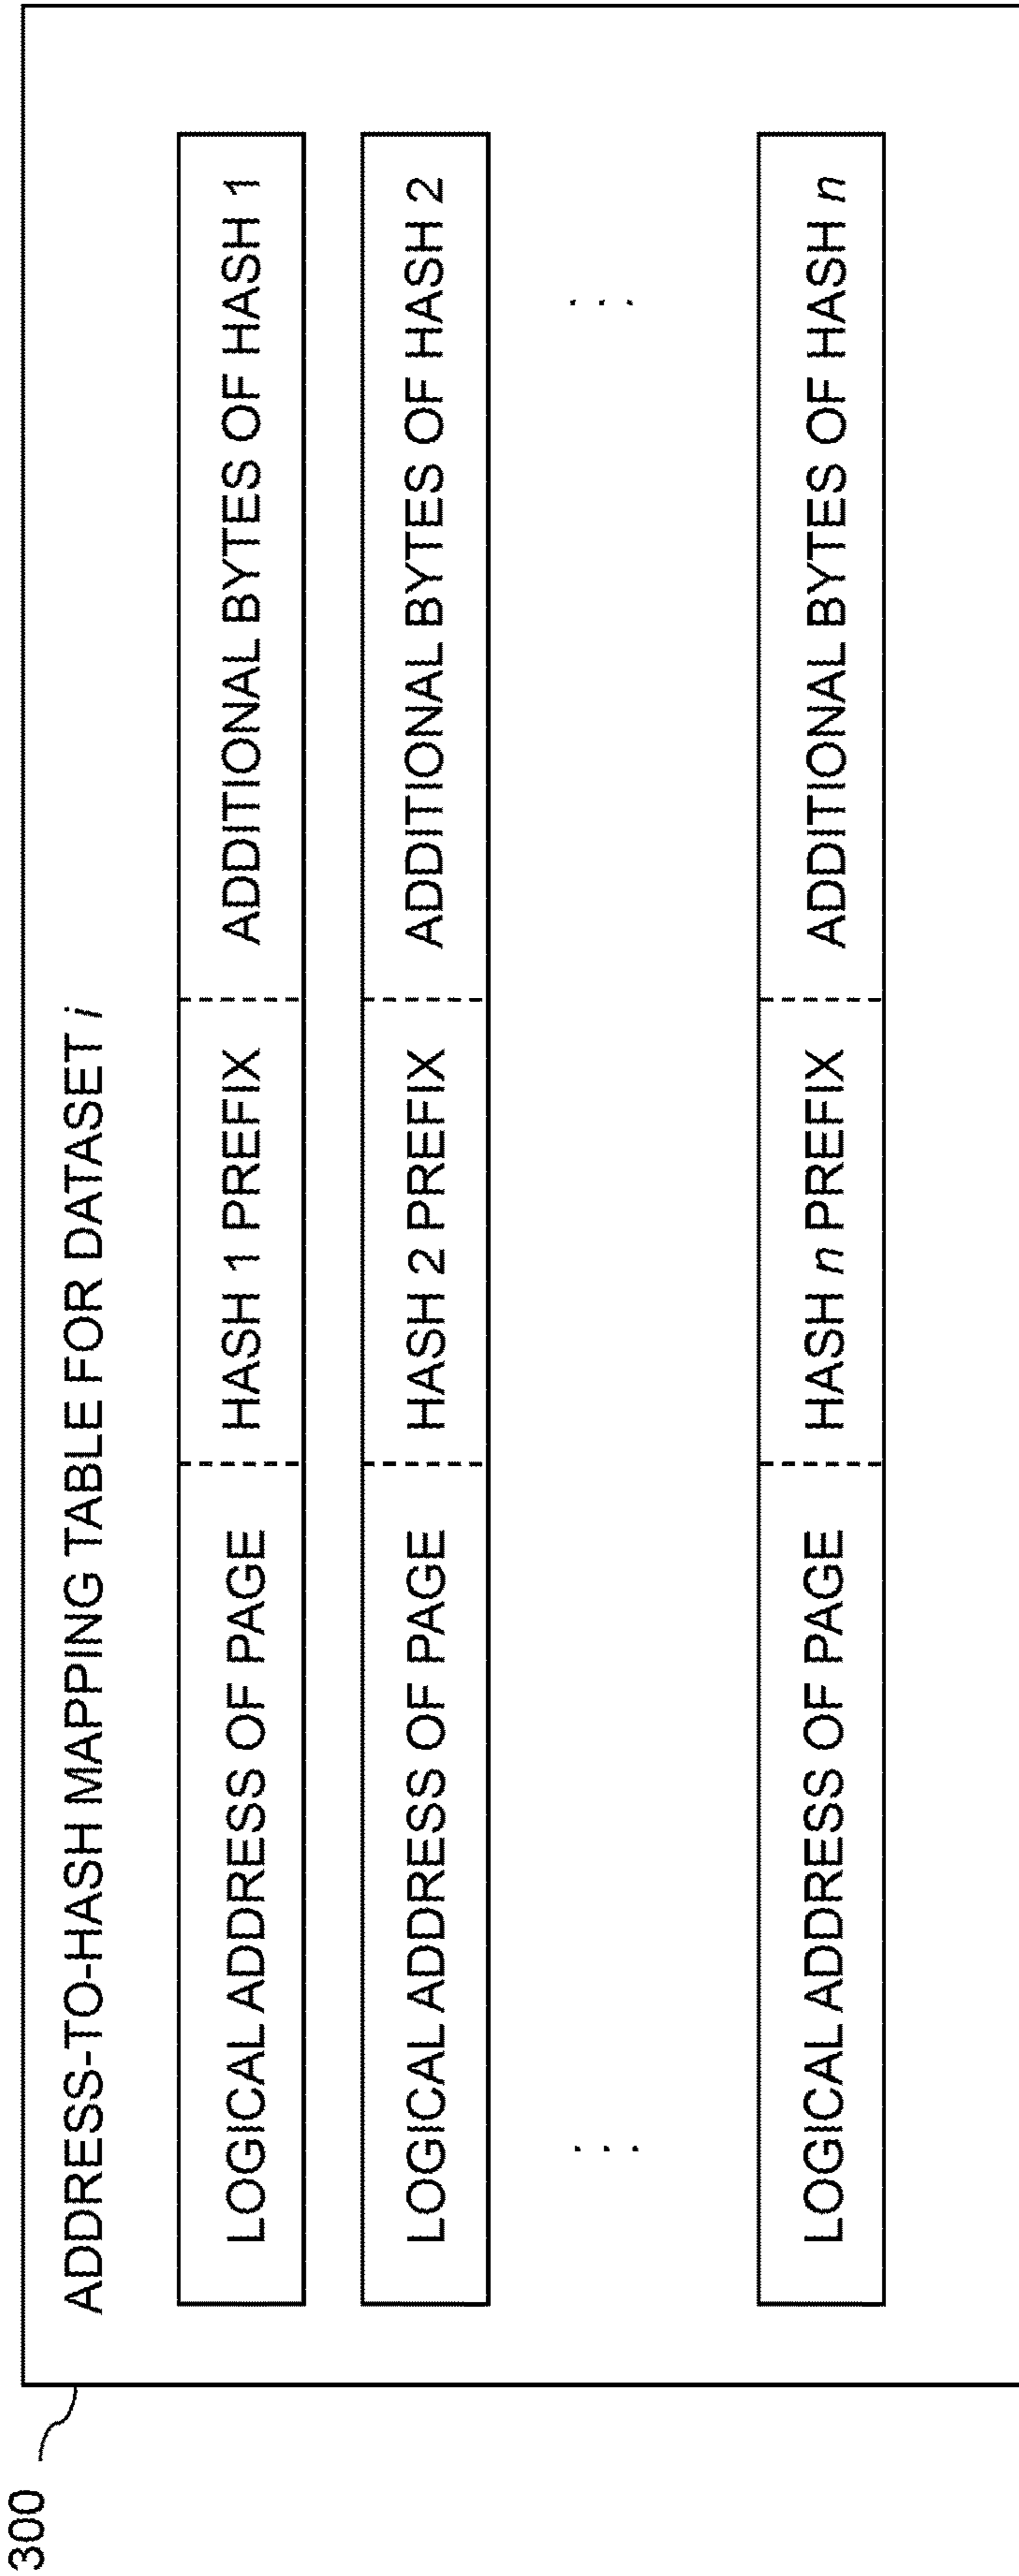 300
ADDRESS-TO-HASH MAPPING TABLE FOR DATASET i
LOGICAL ADDRESS OF PAGE HASH 1 PREFIX ADDITIONAL BYTES OF HASH 1
LOGICAL ADDRESS OF PAGE HASH 2 PREFIX ADDITIONAL BYTES OF HASH 2
. . . . . .
LOGICAL ADDRESS OF PAGE HASH n PREFIX ADDITIONAL BYTES OF HASH n